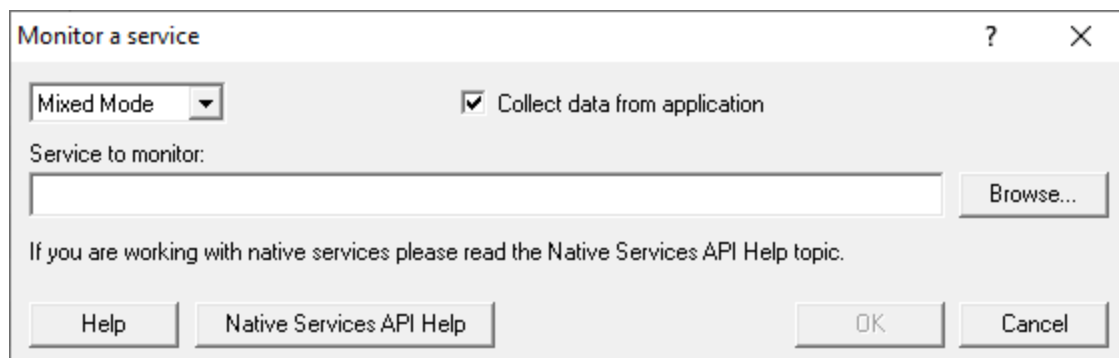 Monitor a service ?
Mixed Mode Collect data from application
Service to monitor:
Browse...
If you are working with native services please read the Native Services API Help topic.
Help Native Services API Help OK Cancel